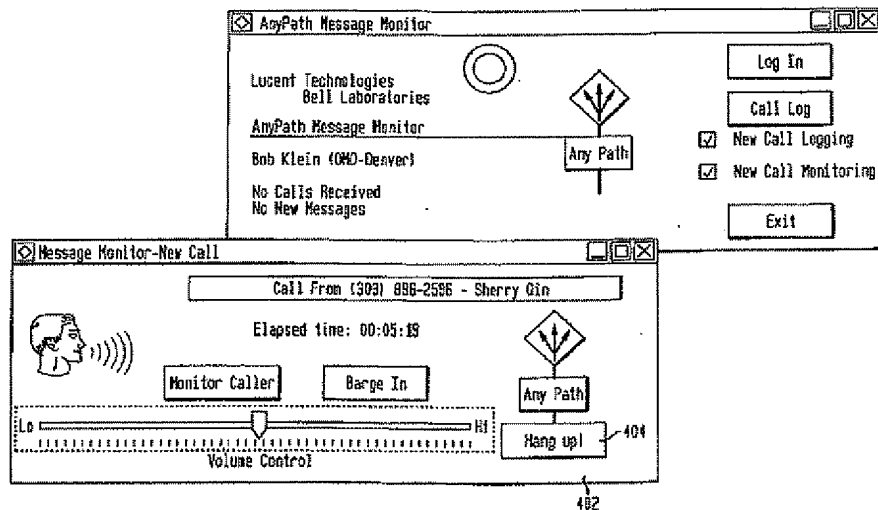 AnyPath Message Monitor
Lucent Technologies
Bell Laboratories
AnyPath Message Monitor
Bob Klein (OMD-Denver)
No Calls Received
No New Messages
Any Path
Log In
Call Log
New Call Logging
New Call Monitoring
Exit
Message Monitor-New Call
Call From (303) 896-2596 - Sherry Qin
Elapsed time: 00:05:19
Monitor Caller
Barge In
Any Path
Lo
Hi
Hang up!
404
Volume Control
402